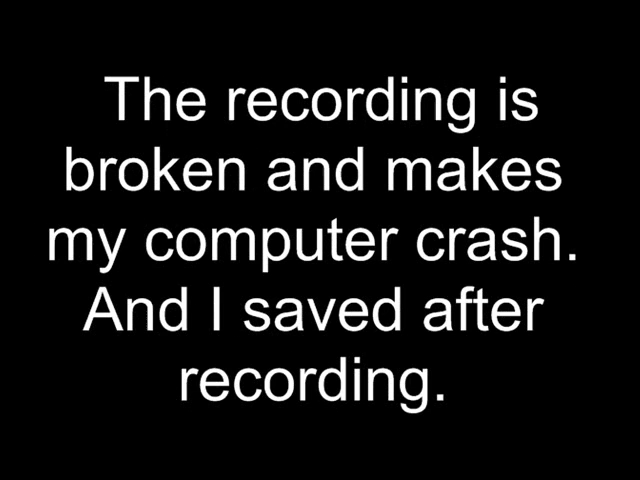 The recording is
broken and makes
my computer crash.
And I saved after
recording.